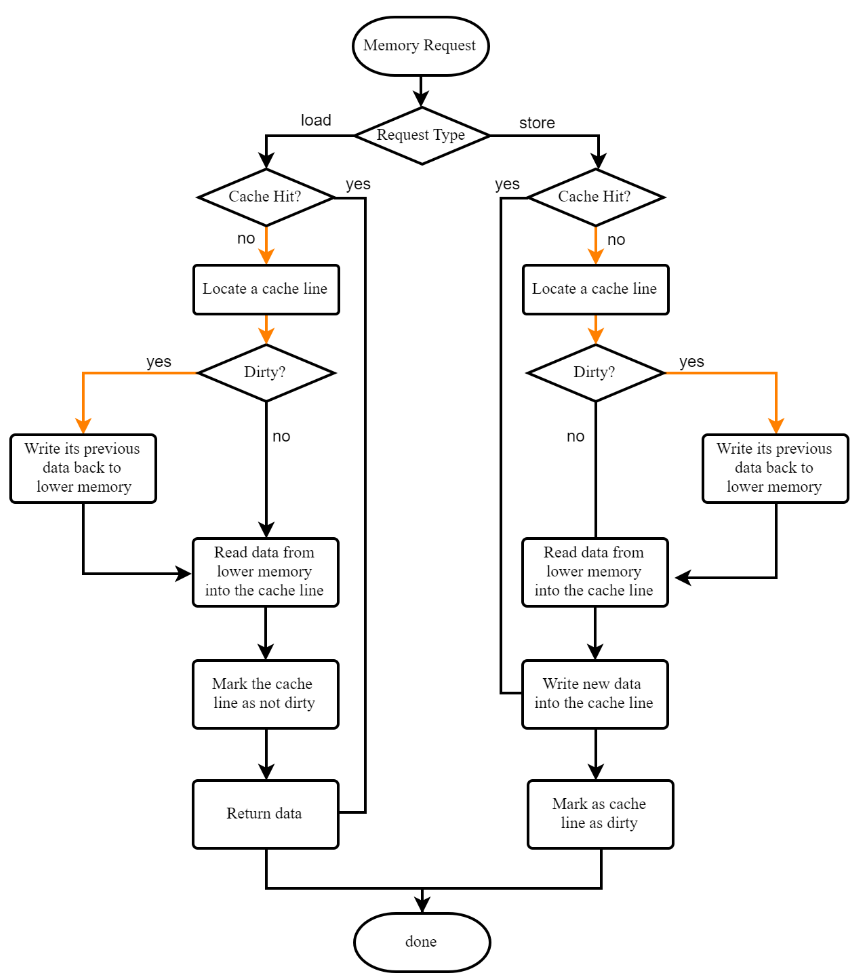 Memory Request
load
Request Type
store
Cache Hit?
yes
yes
Cache Hit?
no
no
Locate a cache line
Locate a cache line
yes
Dirty?
Dirty?
yes
no
no
Write its previous
data back to
lower memory
Write its previous
data back to
lower memory
Read data from
lower memory
into the cache line
Read data from
lower memory
into the cache line
Mark the cache
line as not dirty
Write new data
into the cache line
Return data
Mark as cache
line as dirty
done